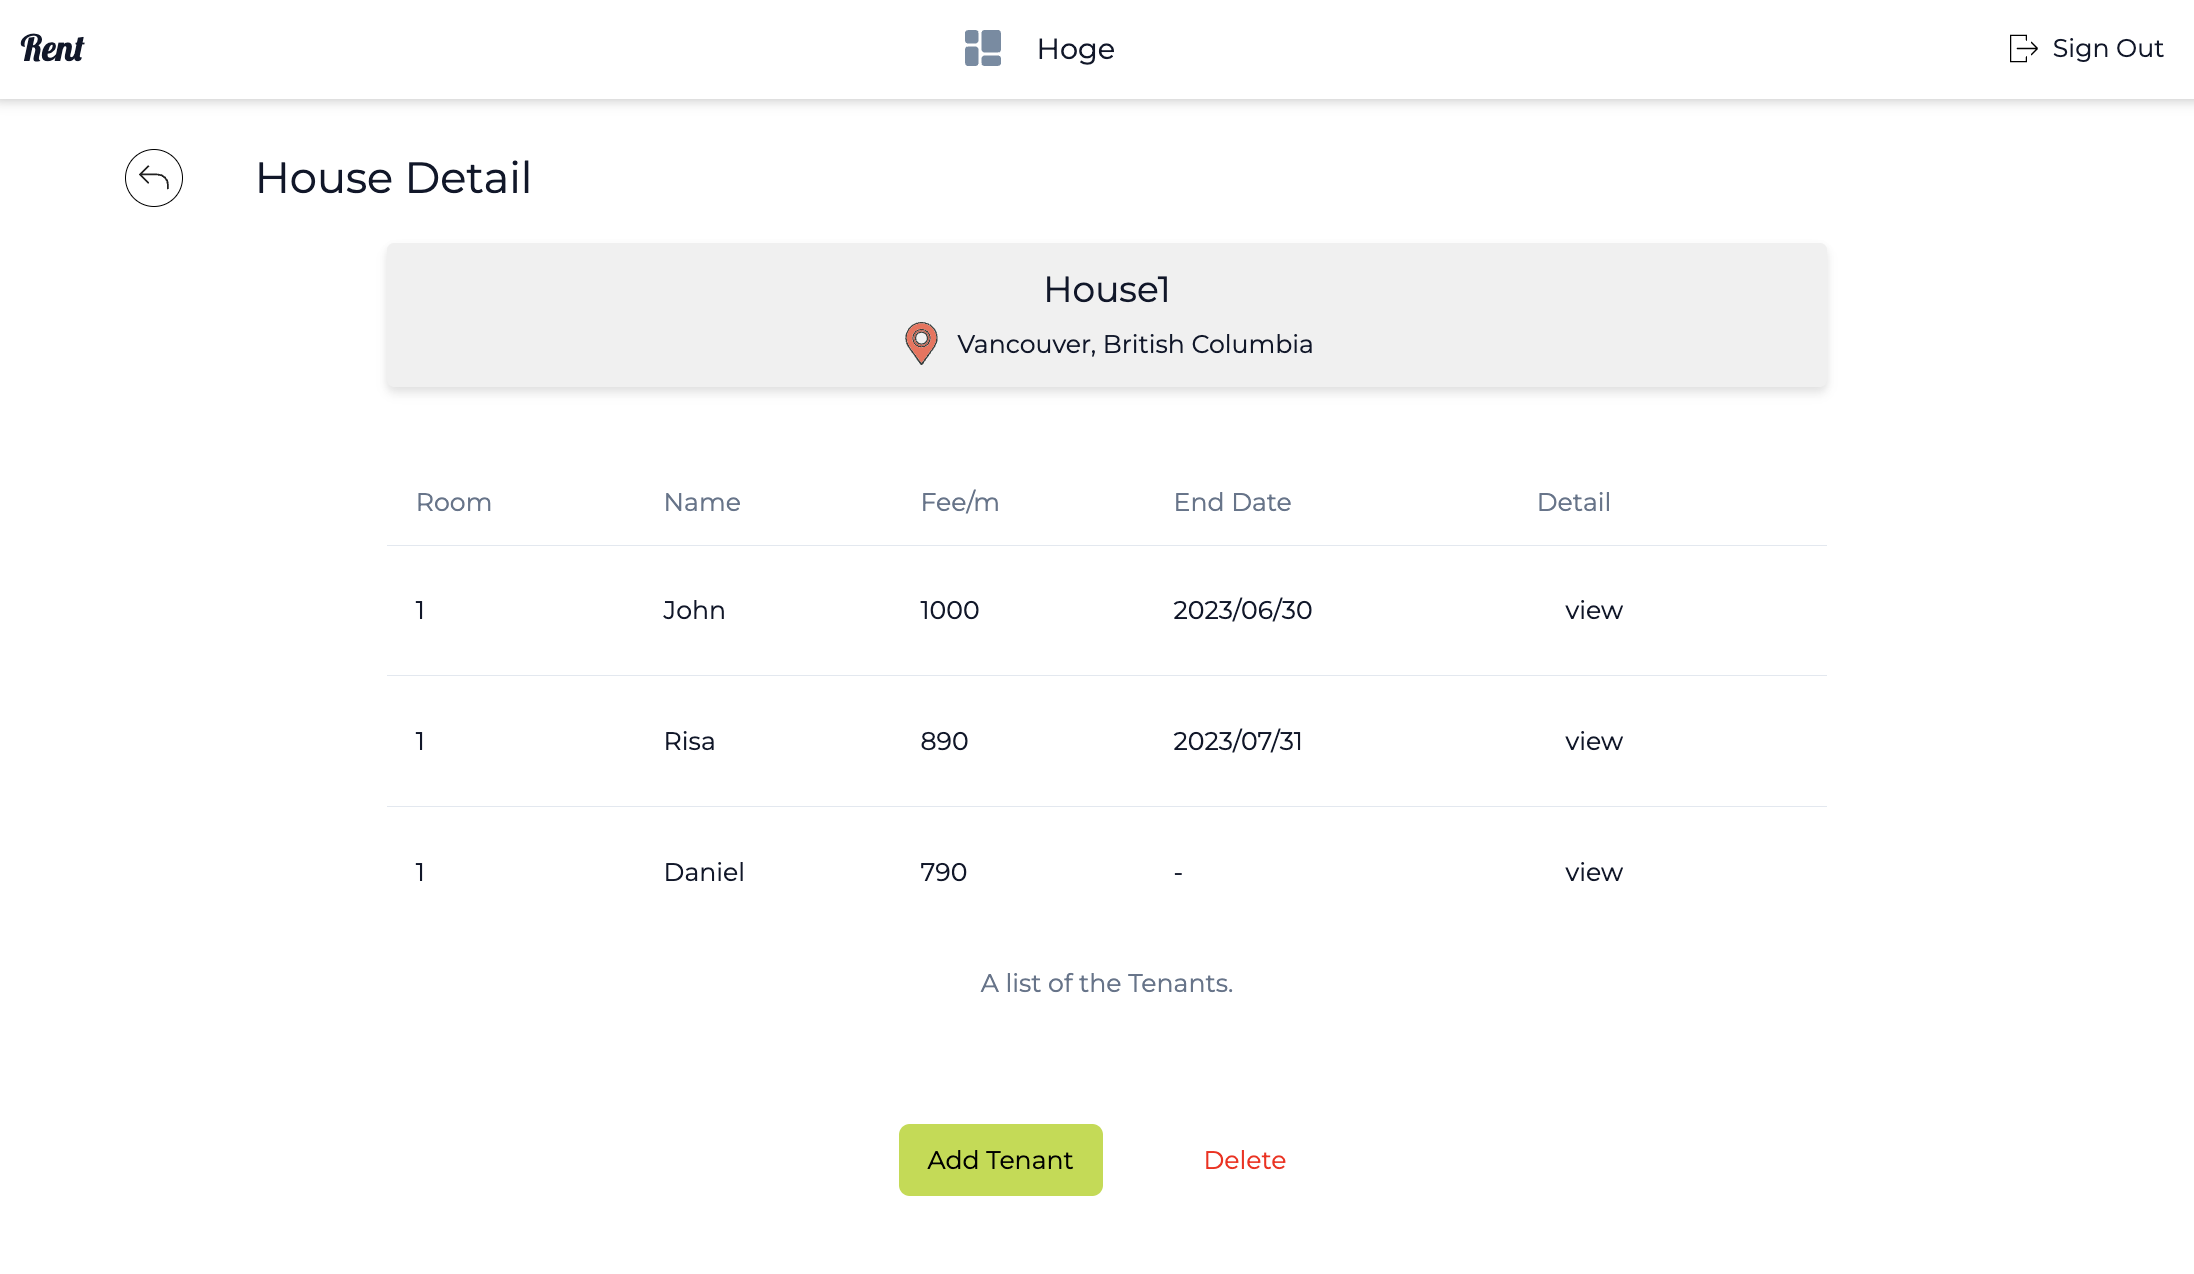 Rent
Hoge
Sign Out
House Detail
House1
Vancouver, British Columbia
Room Name Fee/m End Date Detail
1 John 1000 2023/06/30 view
1 Risa 890 2023/07/31 view
1 Daniel 790 - view
A list of the Tenants.
Add Tenant Delete